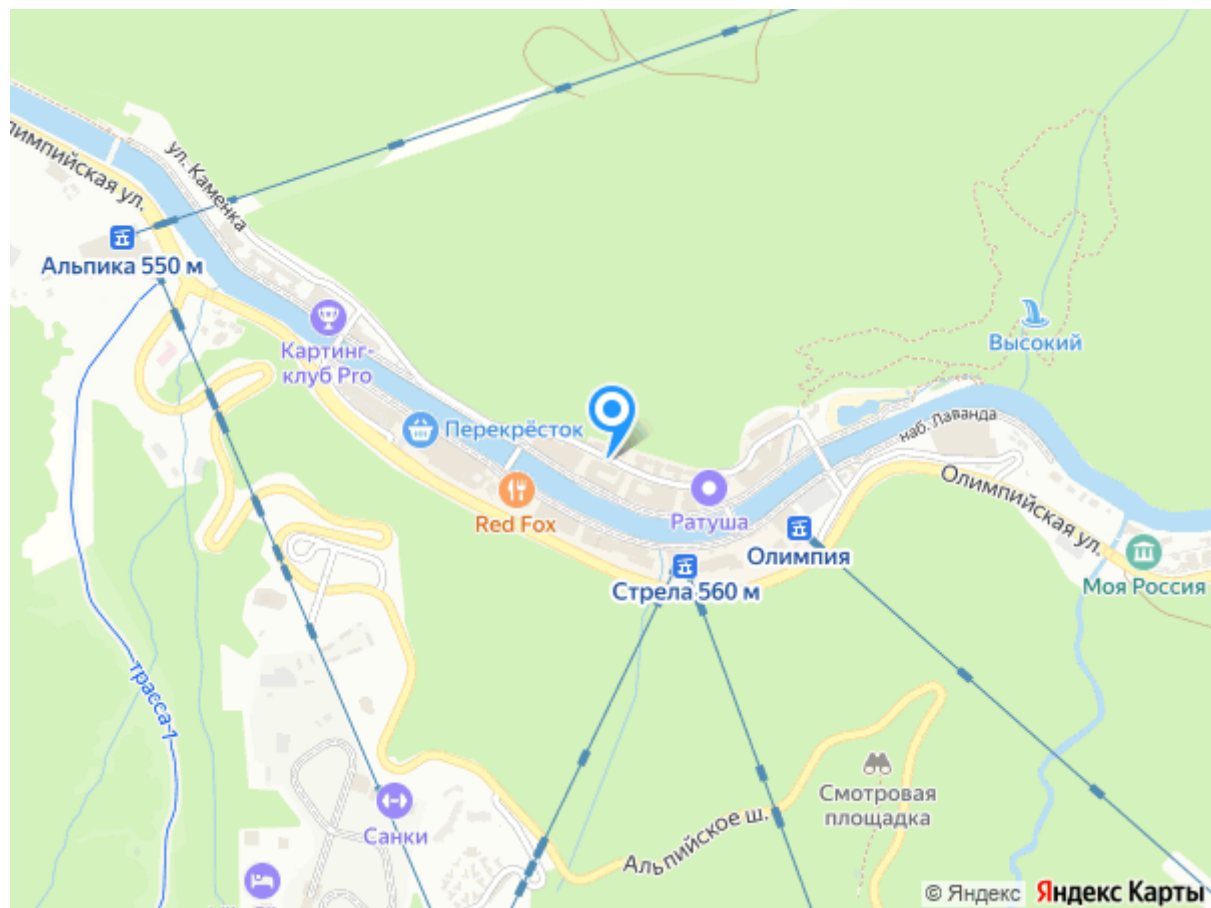 ул. Каменка
лимпийская ул.
Альпика 550 м
Картинг-
клуб Pro
Высокий
Перекрёсток
наб. Лаванда
Red Fox
Ратуша
Олимпийская ул.
Олимпия
Стрела 560 м
Моя Россия
трасса 1
Смотровая
площадка
Санки
Альпийское ш.
© Яндекс Яндекс Карты